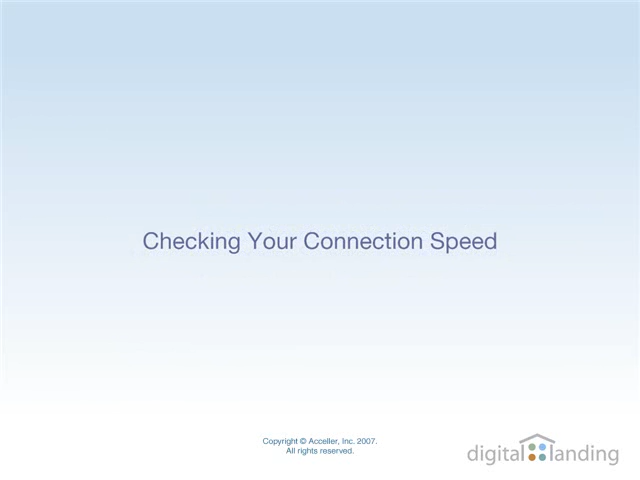 Checking Your Connection Speed
Copyright © Acceller, Inc. 2007.
All rights reserved.
digital landing